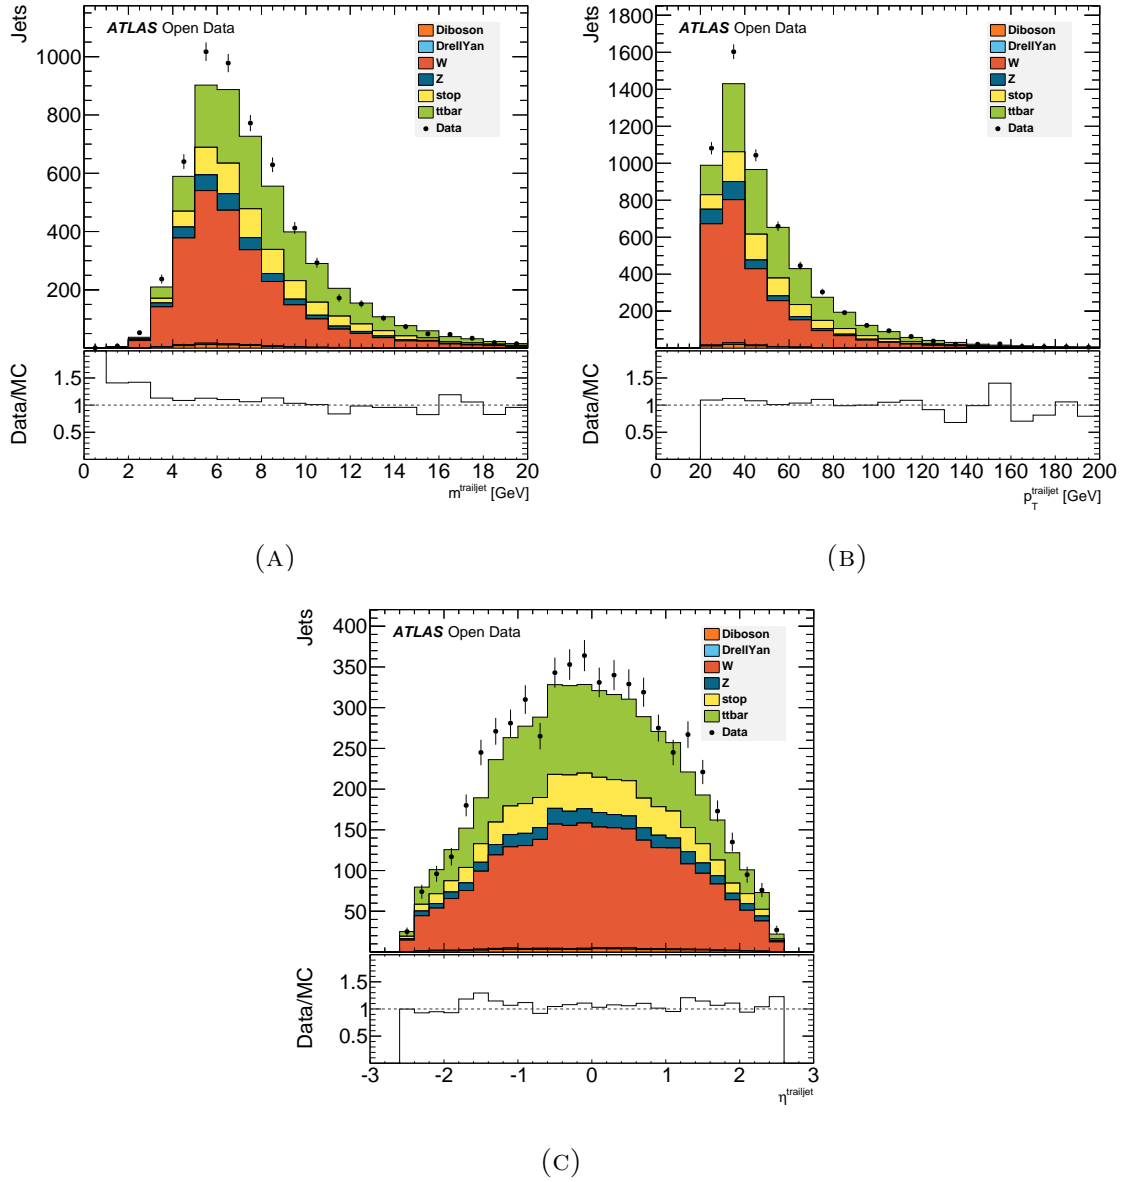 Jets
ATLAS Open Data
Diboson
DrellYan
W
Z
stop
ttbar
Data
1000
800
600
400
200
Data/MC
1.5
1
0.5
0 2 4 6 8 10 12 14 16 18 20
m^trailjet [GeV]
(A)
Jets
ATLAS Open Data
Diboson
DrellYan
W
Z
stop
ttbar
Data
1800
1600
1400
1200
1000
800
600
400
200
Data/MC
1.5
1
0.5
0 20 40 60 80 100 120 140 160 180 200
p_T^trailjet [GeV]
(B)
Jets
ATLAS Open Data
Diboson
DrellYan
W
Z
stop
ttbar
Data
400
350
300
250
200
150
100
50
Data/MC
1.5
1
0.5
-3 -2 -1 0 1 2 3
η^trailjet
(C)